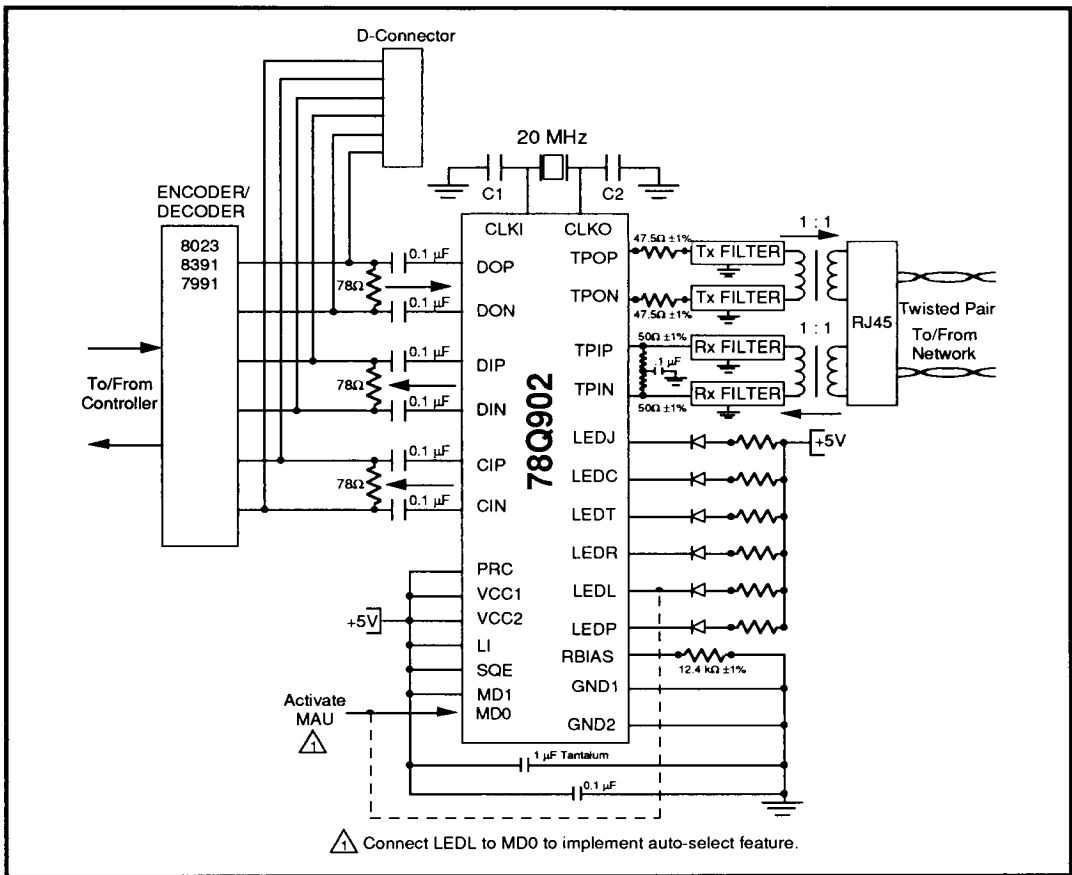 D-Connector
20 MHz
C1
C2
ENCODER/
DECODER
8023
8391
7991
CLKI
CLKO
1 : 1
47.5Ω ±1%
Tx FILTER
TPOP
0.1 µF
DOP
78Ω
0.1 µF
DON
TPON
47.5Ω ±1%
Tx FILTER
RJ45
Twisted Pair
To/From
Network
1 : 1
50Ω ±1%
Rx FILTER
TPIP
.1 µF
TPIN
50Ω ±1%
Rx FILTER
0.1 µF
DIP
78Ω
0.1 µF
DIN
To/From
Controller
78Q902
LEDJ
+5V
0.1 µF
CIP
78Ω
0.1 µF
CIN
LEDC
LEDT
LEDR
LEDL
LEDP
PRC
VCC1
+5V
VCC2
LI
SQE
MD1
MD0
RBIAS
12.4 kΩ ±1%
GND1
GND2
Activate
MAU
1
1 µF Tantalum
0.1 µF
1 Connect LEDL to MD0 to implement auto-select feature.